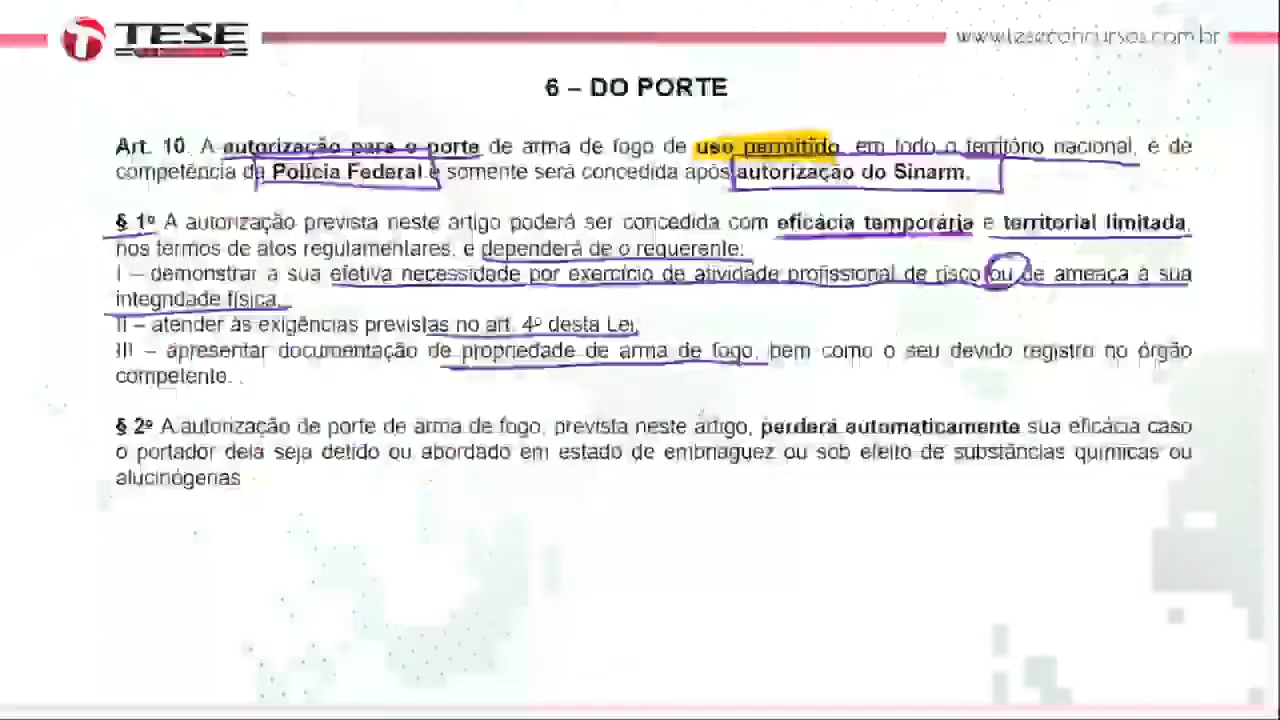 TESE
www.teseconcursos.com.br
6 – DO PORTE
Art. 10. A autorização para o porte de arma de fogo de uso permitido, em todo o território nacional, é de
competência da Polícia Federal e somente será concedida após autorização do Sinarm.
§ 1º A autorização prevista neste artigo poderá ser concedida com eficácia temporária e territorial limitada,
nos termos de atos regulamentares, e dependerá de o requerente:
I – demonstrar a sua efetiva necessidade por exercício de atividade profissional de risco ou de ameaça à sua
integridade física;
II – atender às exigências previstas no art. 4º desta Lei;
III – apresentar documentação de propriedade de arma de fogo, bem como o seu devido registro no órgão
competente.
§ 2º A autorização de porte de arma de fogo, prevista neste artigo, perderá automaticamente sua eficácia caso
o portador dela seja detido ou abordado em estado de embriaguez ou sob efeito de substâncias químicas ou
alucinógenas